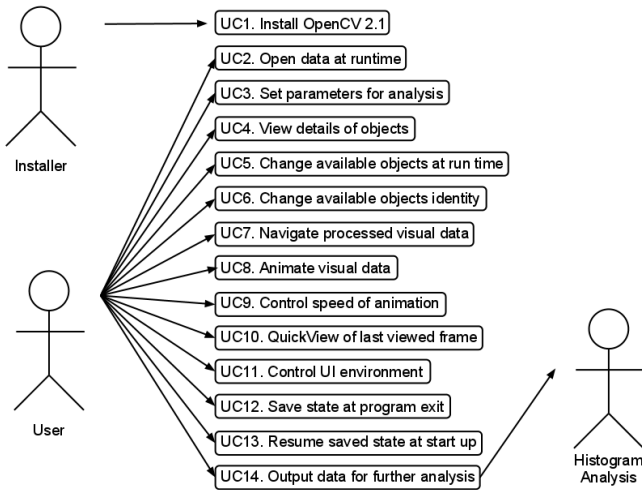 UC1. Install OpenCV 2.1
UC2. Open data at runtime
UC3. Set parameters for analysis
UC4. View details of objects
Installer
UC5. Change available objects at run time
UC6. Change available objects identity
UC7. Navigate processed visual data
UC8. Animate visual data
UC9. Control speed of animation
UC10. QuickView of last viewed frame
UC11. Control UI environment
UC12. Save state at program exit
User
UC13. Resume saved state at start up
UC14. Output data for further analysis
Histogram
Analysis